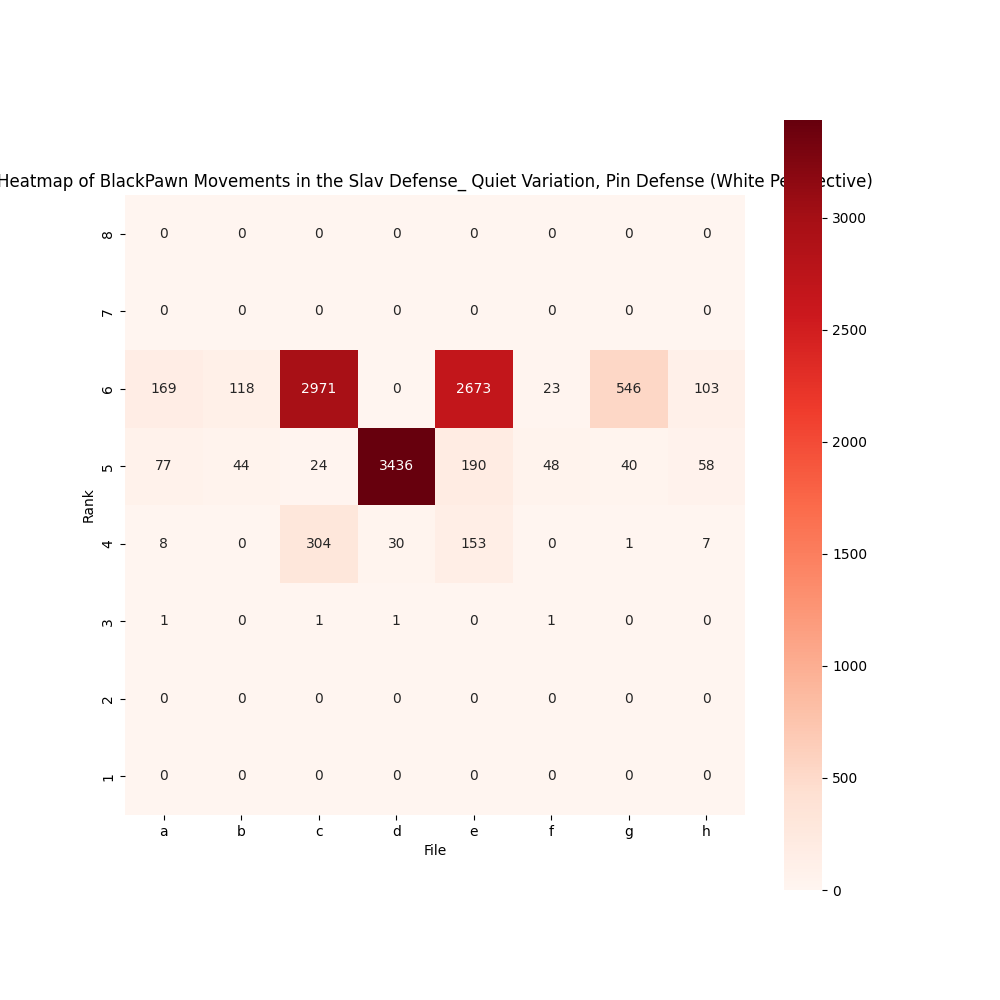 Heatmap of BlackPawn Movements in the Slav Defense_ Quiet Variation, Pin Defense (White Pe ective)
8 0 0 0 0 0 0 0 0
7 0 0 0 0 0 0 0 0
6 169 118 2971 0 2673 23 546 103
5 77 44 24 3436 190 48 40 58
4 8 0 304 30 153 0 1 7
3 1 0 1 1 0 1 0 0
2 0 0 0 0 0 0 0 0
1 0 0 0 0 0 0 0 0
a b c d e f g h
File
Rank
3000
2500
2000
1500
1000
500
0